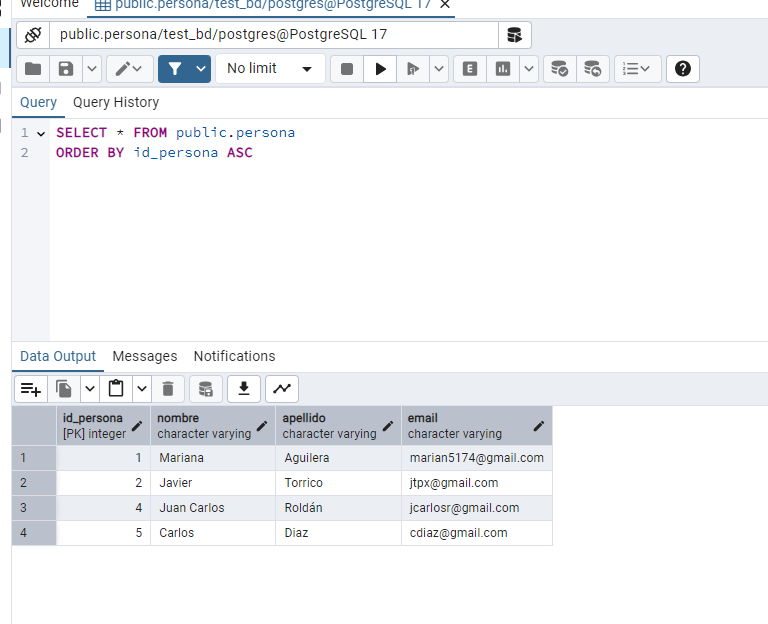 Welcome public.persona/test_bd/postgres@PostgreSQL 17
public.persona/test_bd/postgres@PostgreSQL 17
No limit E
Query Query History
1 SELECT * FROM public.persona
2 ORDER BY id_persona ASC
Data Output Messages Notifications
id_persona nombre apellido email
[PK] integer character varying character varying character varying
1 1 Mariana Aguilera marian5174@gmail.com
2 2 Javier Torrico jtpx@gmail.com
3 4 Juan Carlos Roldán jcarlosr@gmail.com
4 5 Carlos Diaz cdiaz@gmail.com